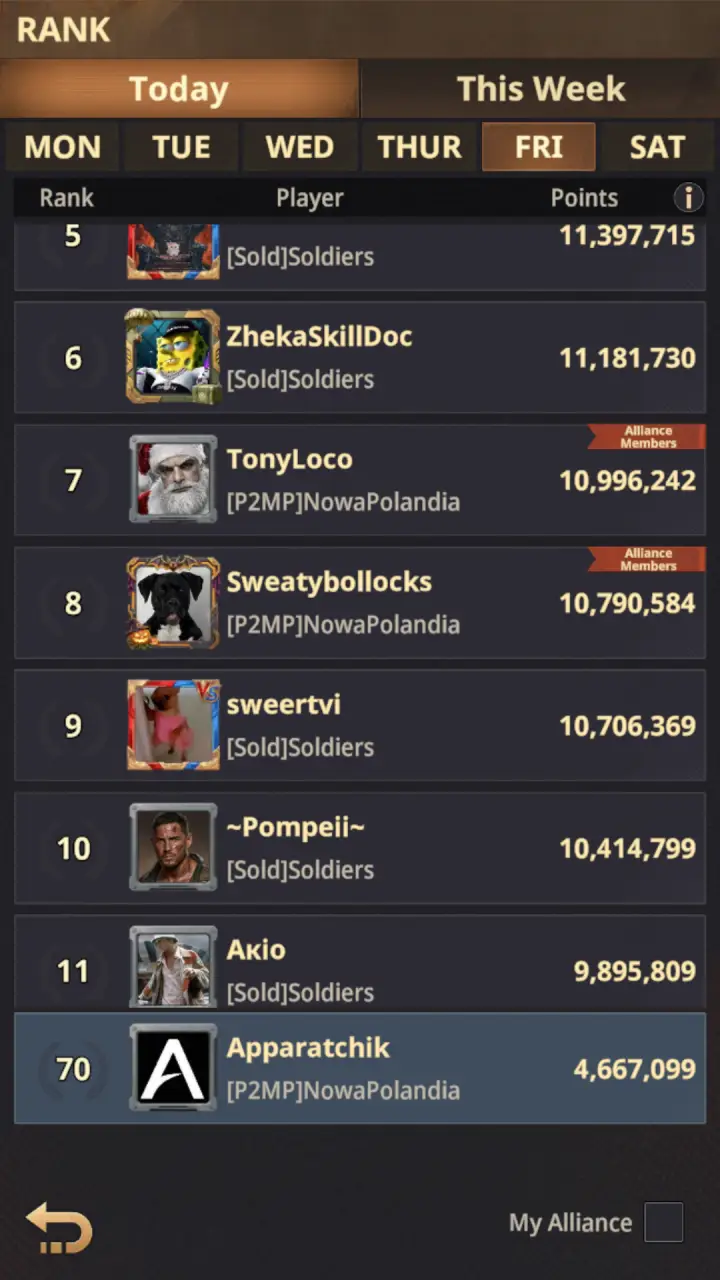 RANK
Today
This Week
MON
TUE
WED
THUR
FRI
SAT
Rank
Player
Points
5
[Sold]Soldiers
11,397,715
6
ZhekaSkillDoc
[Sold]Soldiers
11,181,730
Alliance
Members
7
TonyLoco
[P2MP]NowaPolandia
10,996,242
Alliance
Members
8
Sweatybollocks
[P2MP]NowaPolandia
10,790,584
9
VS
sweertvi
[Sold]Soldiers
10,706,369
10
~Pompeii~
[Sold]Soldiers
10,414,799
11
Акіо
[Sold]Soldiers
9,895,809
70
Apparatchik
[P2MP]NowaPolandia
4,667,099
My Alliance